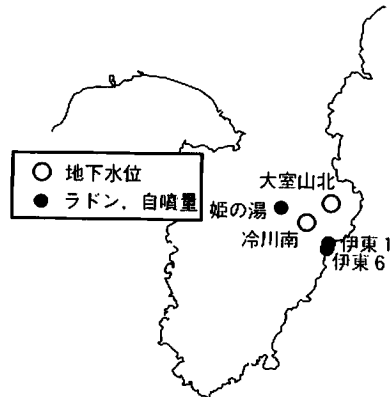 大室山北
地下水位
ラドン，自噴量
姫の湯
冷川南
伊東1
伊東6